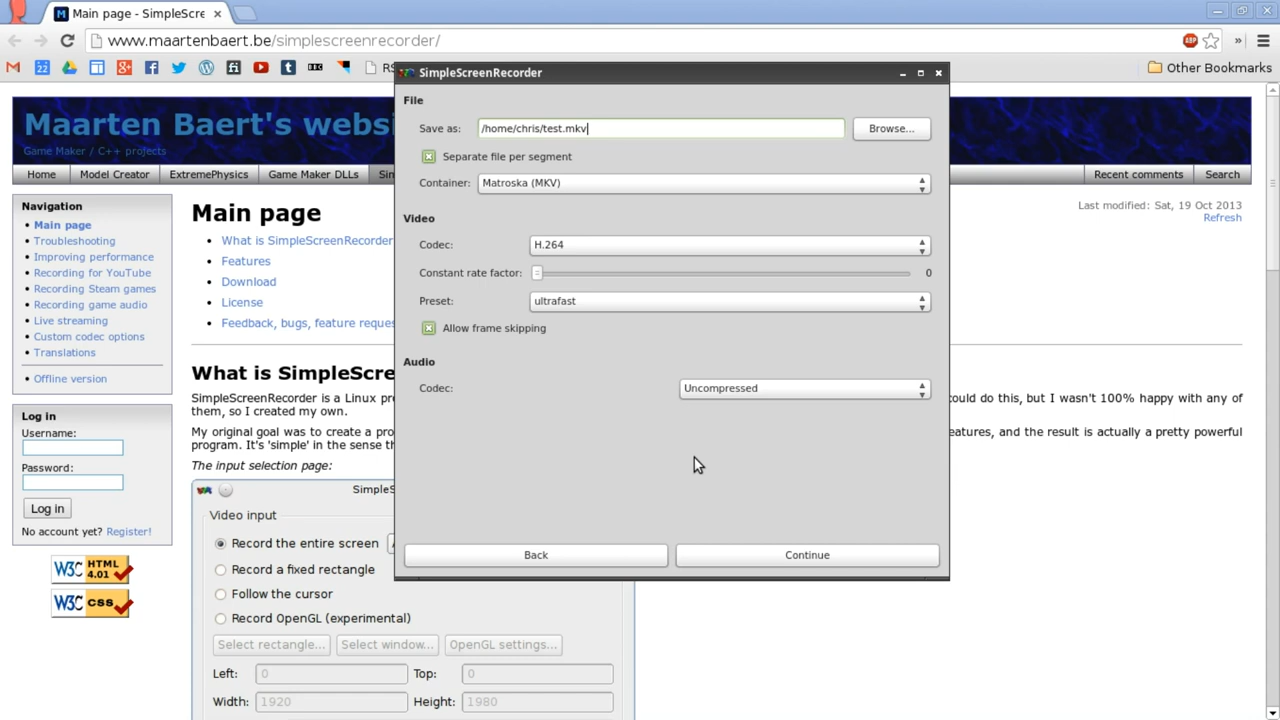 Main page - SimpleScre
www.maartenbaert.be/simplescreenrecorder/
Other Bookmarks
Maarten Baert's websi
Game Maker / C++ projects
Home Model Creator ExtremePhysics Game Maker DLLs Sin Recent comments Search
Navigation
Main page
Troubleshooting
Improving performance
Recording for YouTube
Recording Steam games
Recording game audio
Live streaming
Custom codec options
Translations
Offline version
Log in
Username:
Password:
Log in
No account yet? Register!
W3C HTML 4.01
W3C css
Main page
Last modified: Sat, 19 Oct 2013
Refresh
What is SimpleScreenRecorder
Features
Download
License
Feedback, bugs, feature reques
What is SimpleScre
SimpleScreenRecorder is a Linux pro
could do this, but I wasn't 100% happy with any of
them, so I created my own.
My original goal was to create a pro
eatures, and the result is actually a pretty powerful
program. It's 'simple' in the sense th
The input selection page:
SimpleS
Video input
Record the entire screen
Record a fixed rectangle
Follow the cursor
Record OpenGL (experimental)
Select rectangle... Select window... OpenGL settings...
Left: 0 Top: 0
Width: 1920 Height: 1980
SimpleScreenRecorder
File
Save as: /home/chris/test.mkv Browse...
Separate file per segment
Container: Matroska (MKV)
Video
Codec: H.264
Constant rate factor: 0
Preset: ultrafast
Allow frame skipping
Audio
Codec: Uncompressed
Back Continue